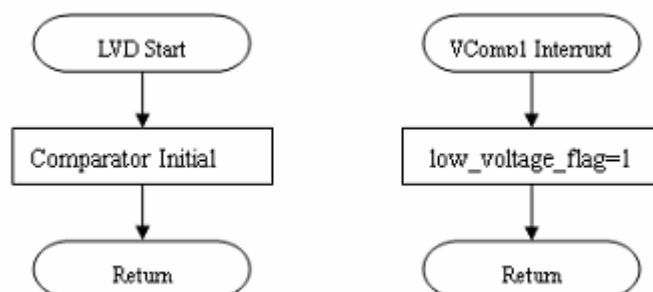 LVD Start
Comparator Initial
Return
VComp1 Interrupt
low_voltage_flag=1
Return